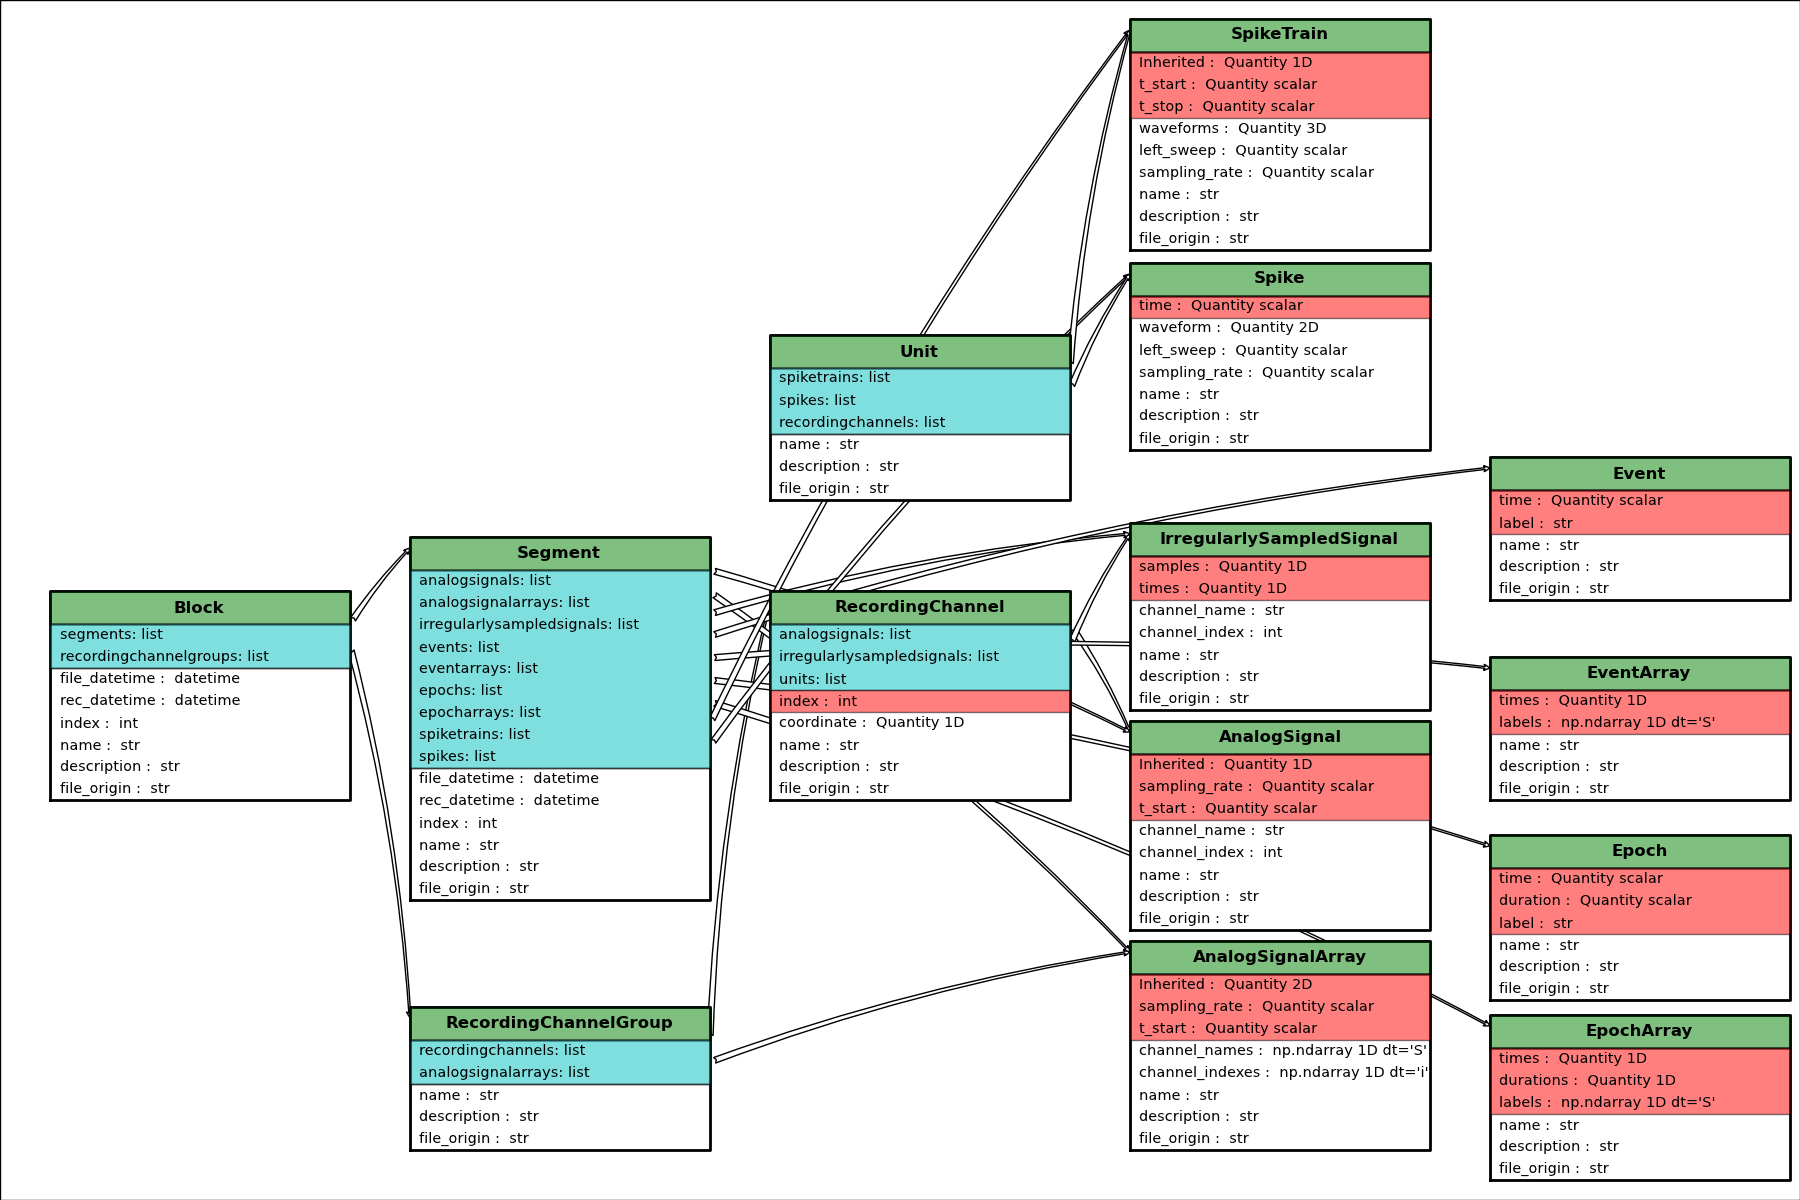 Block
segments: list
recordingchannelgroups: list
file_datetime :  datetime
rec_datetime :  datetime
index :  int
name :  str
description :  str
file_origin :  str
Segment
analogsignals: list
analogsignalarrays: list
irregularlysampledsignals: list
events: list
eventarrays: list
epochs: list
epocharrays: list
spiketrains: list
spikes: list
file_datetime :  datetime
rec_datetime :  datetime
index :  int
name :  str
description :  str
file_origin :  str
RecordingChannelGroup
recordingchannels: list
analogsignalarrays: list
name :  str
description :  str
file_origin :  str
Unit
spiketrains: list
spikes: list
recordingchannels: list
name :  str
description :  str
file_origin :  str
RecordingChannel
analogsignals: list
irregularlysampledsignals: list
units: list
index :  int
coordinate :  Quantity 1D
name :  str
description :  str
file_origin :  str
SpikeTrain
Inherited :  Quantity 1D
t_start :  Quantity scalar
t_stop :  Quantity scalar
waveforms :  Quantity 3D
left_sweep :  Quantity scalar
sampling_rate :  Quantity scalar
name :  str
description :  str
file_origin :  str
Spike
time :  Quantity scalar
waveform :  Quantity 2D
left_sweep :  Quantity scalar
sampling_rate :  Quantity scalar
name :  str
description :  str
file_origin :  str
IrregularlySampledSignal
samples :  Quantity 1D
times :  Quantity 1D
channel_name :  str
channel_index :  int
name :  str
description :  str
file_origin :  str
AnalogSignal
Inherited :  Quantity 1D
sampling_rate :  Quantity scalar
t_start :  Quantity scalar
channel_name :  str
channel_index :  int
name :  str
description :  str
file_origin :  str
AnalogSignalArray
Inherited :  Quantity 2D
sampling_rate :  Quantity scalar
t_start :  Quantity scalar
channel_names :  np.ndarray 1D dt='S'
channel_indexes :  np.ndarray 1D dt='i'
name :  str
description :  str
file_origin :  str
Event
time :  Quantity scalar
label :  str
name :  str
description :  str
file_origin :  str
EventArray
times :  Quantity 1D
labels :  np.ndarray 1D dt='S'
name :  str
description :  str
file_origin :  str
Epoch
time :  Quantity scalar
duration :  Quantity scalar
label :  str
name :  str
description :  str
file_origin :  str
EpochArray
times :  Quantity 1D
durations :  Quantity 1D
labels :  np.ndarray 1D dt='S'
name :  str
description :  str
file_origin :  str